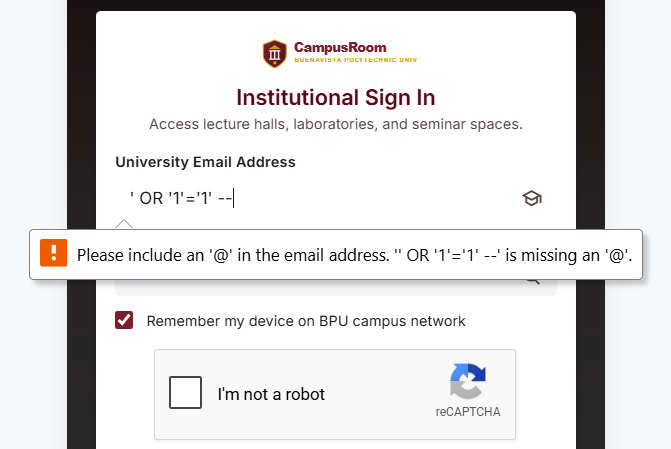 CampusRoom
BUENAVISTA POLYTECHNIC UNIV
Institutional Sign In
Access lecture halls, laboratories, and seminar spaces.
University Email Address
' OR '1'='1' --
Please include an '@' in the email address. '' OR '1'='1' --' is missing an '@'.
Remember my device on BPU campus network
I'm not a robot
reCAPTCHA